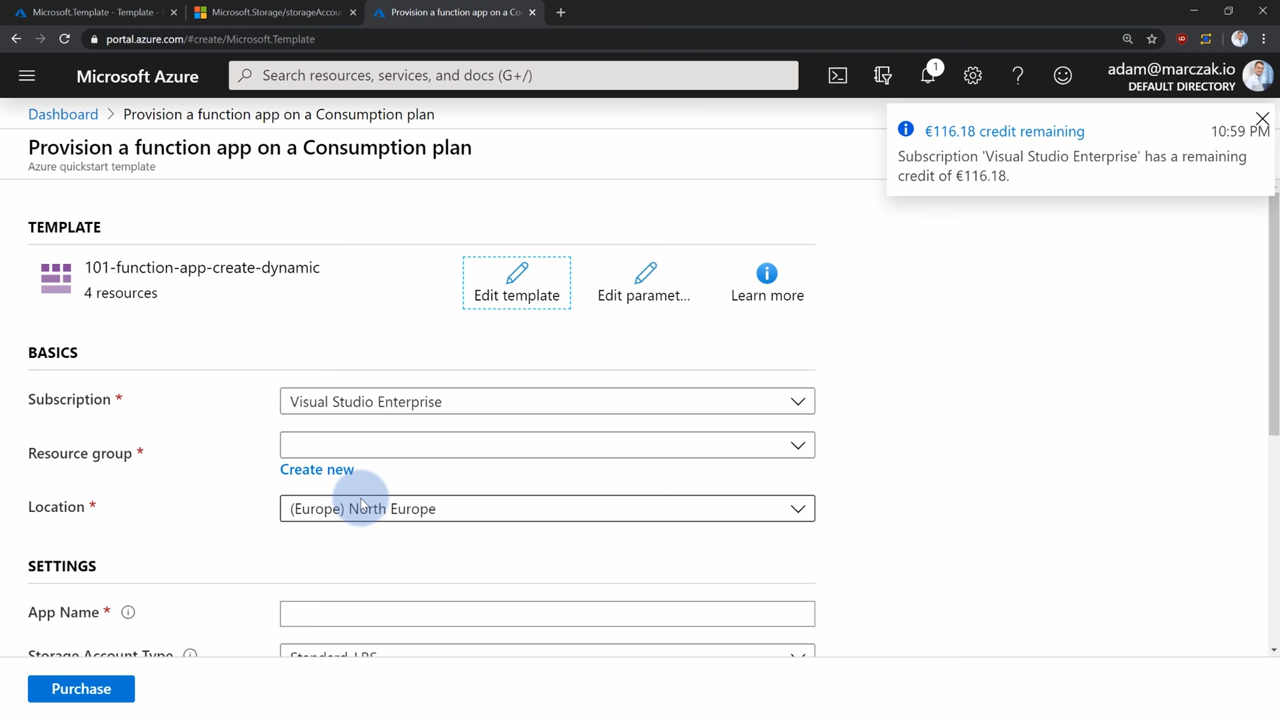 Microsoft.Template - Template -
Microsoft.Storage/storageAccou
Provision a function app on a Co
portal.azure.com/#create/Microsoft.Template
Microsoft Azure
Search resources, services, and docs (G+/)
1
adam@marczak.io
DEFAULT DIRECTORY
Dashboard > Provision a function app on a Consumption plan
Provision a function app on a Consumption plan
Azure quickstart template
€116.18 credit remaining
10:59 PM
Subscription 'Visual Studio Enterprise' has a remaining
credit of €116.18.
TEMPLATE
101-function-app-create-dynamic
4 resources
Edit template
Edit paramet...
Learn more
BASICS
Subscription *
Visual Studio Enterprise
Resource group *
Create new
Location *
(Europe) North Europe
SETTINGS
App Name *
Storage Account Type
Standard_LRS
Purchase